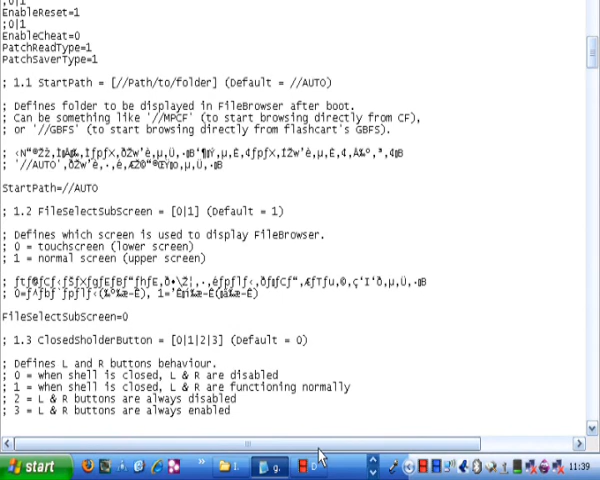 ;0|1
EnableReset=1
;0|1
EnableCheat=0
PatchReadType=1
PatchSaverType=1
; 1.1 StartPath = [//Path/to/folder] (Default = //AUTO)
; Defines folder to be displayed in FileBrowser after boot.
; Can be something like '//MPCF' (to start browsing directly from CF),
; or '//GBFS' (to start browsing directly from flashcart's GBFS).
StartPath=//AUTO
; 1.2 FileSelectSubScreen = [0|1] (Default = 1)
; Defines which screen is used to display FileBrowser.
; 0 = touchscreen (lower screen)
; 1 = normal screen (upper screen)
FileSelectSubScreen=0
; 1.3 ClosedSholderButton = [0|1|2|3] (Default = 0)
; Defines L and R buttons behaviour.
; 0 = when shell is closed, L & R are disabled
; 1 = when shell is closed, L & R are functioning normally
; 2 = L & R buttons are always disabled
; 3 = L & R buttons are always enabled
start
g.
D
11:39